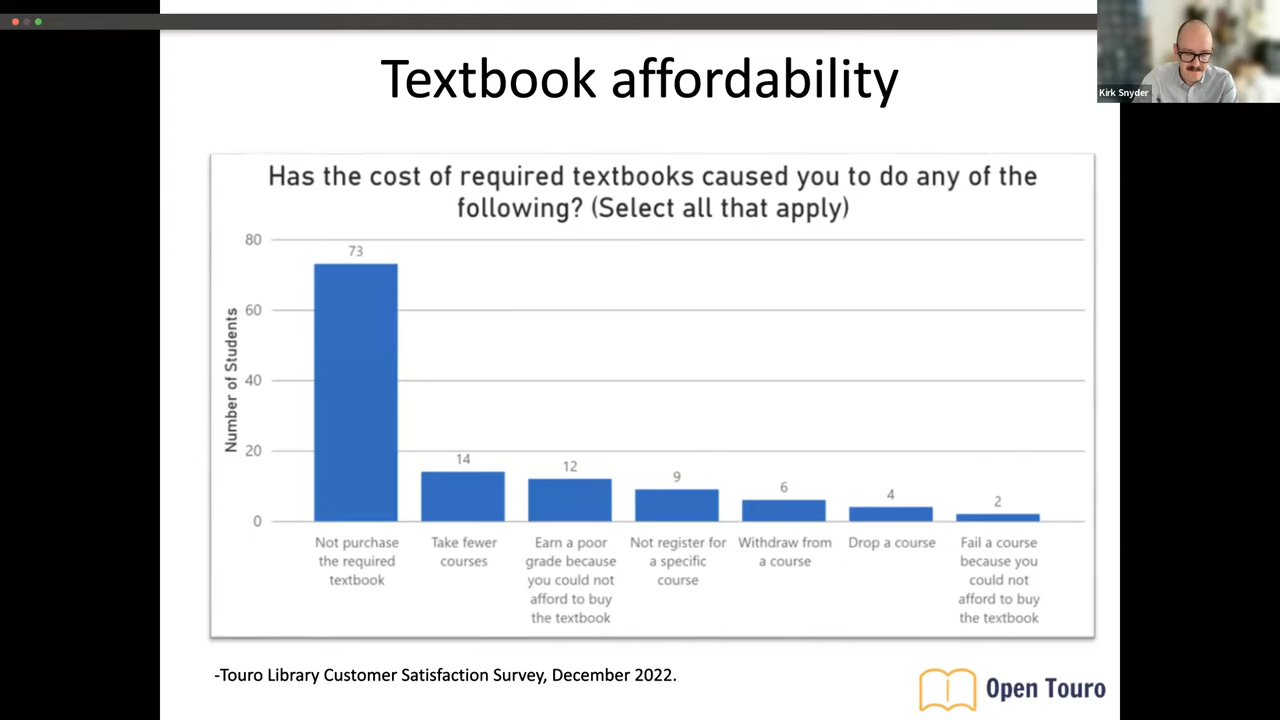 Textbook affordability
Kirk Snyder
Has the cost of required textbooks caused you to do any of the
following? (Select all that apply)
Number of Students
80
60
40
20
0
73
14
12
9
6
4
2
Not purchase
the required
textbook
Take fewer
courses
Earn a poor
grade because
you could not
afford to buy
the textbook
Not register for
a specific
course
Withdraw from
a course
Drop a course
Fail a course
because you
could not
afford to buy
the textbook
-Touro Library Customer Satisfaction Survey, December 2022.
Open Touro